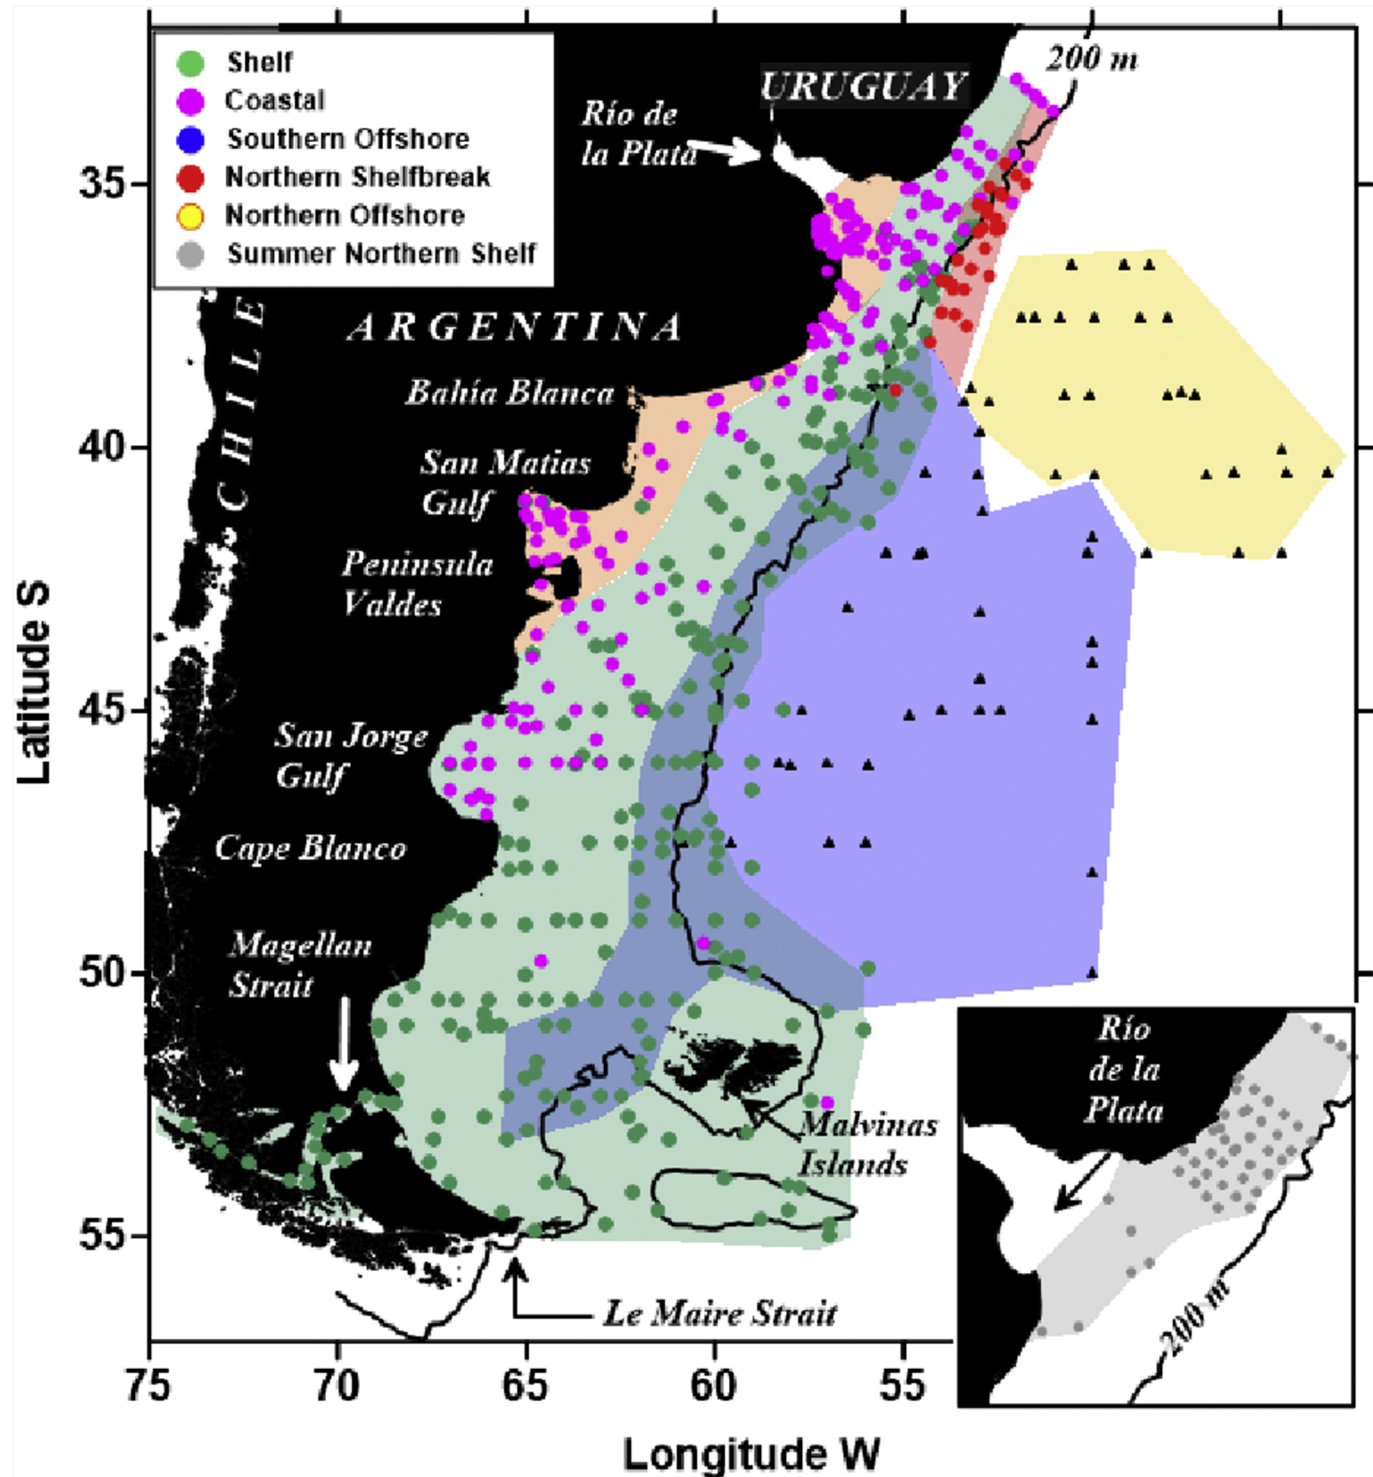 200 m
Shelf
Coastal
Southern Offshore
Northern Shelfbreak
Northern Offshore
Summer Northern Shelf
URUGUAY
Río de
la Plata
CHILE
ARGENTINA
Bahía Blanca
San Matias
Gulf
Peninsula
Valdes
San Jorge
Gulf
Cape Blanco
Magellan
Strait
Malvinas
Islands
Le Maire Strait
Río
de la
Plata
200 m
35
40
45
50
55
Latitude S
75
70
65
60
55
Longitude W